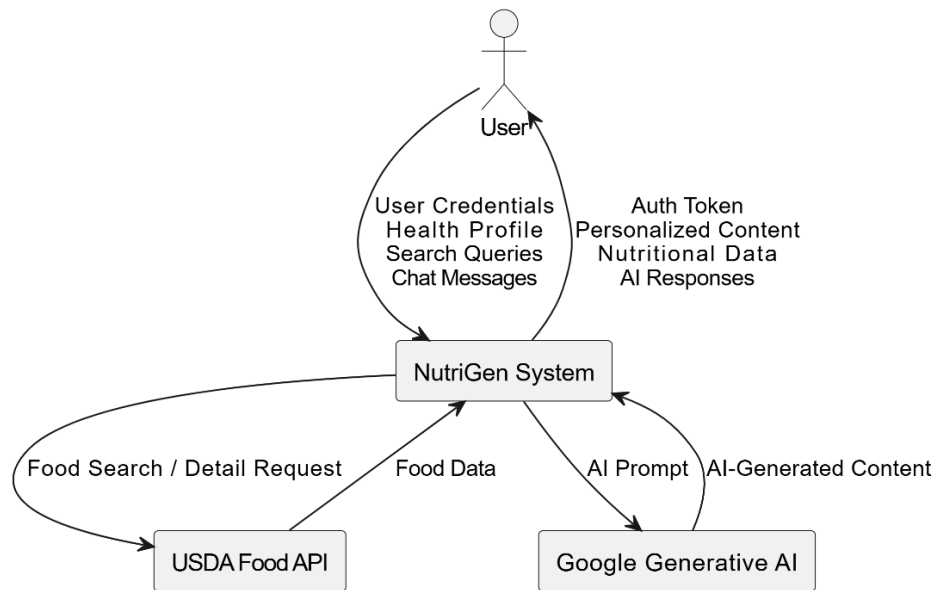 User
User Credentials
Health Profile
Search Queries
Chat Messages
Auth Token
Personalized Content
Nutritional Data
AI Responses
NutriGen System
Food Search / Detail Request
Food Data
AI Prompt
AI-Generated Content
USDA Food API
Google Generative AI